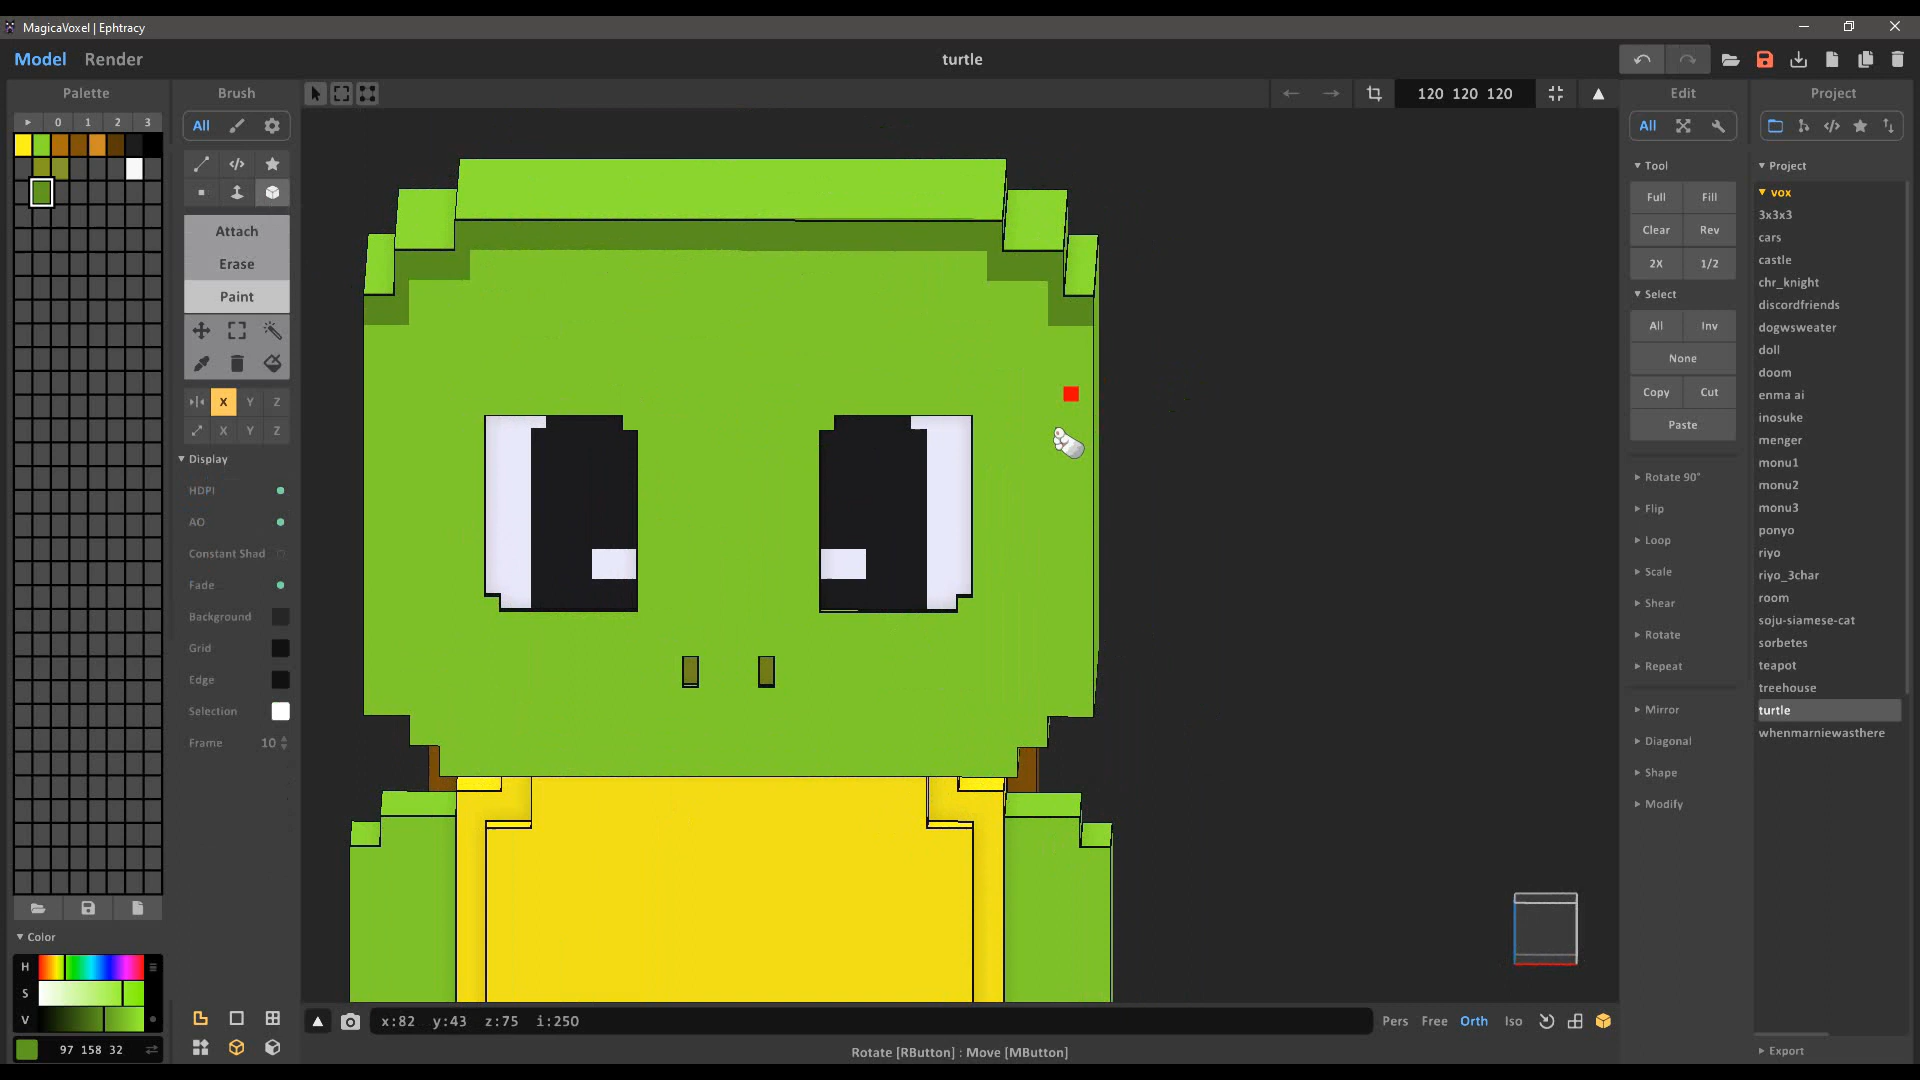 MagicaVoxel | Ephtracy
Model Render
turtle
Palette
Brush
120 120 120
Edit
Project
0 1 2 3
All
All
Tool
Project
Full Fill
vox
Clear Rev
3x3x3
Attach
cars
Erase
castle
2X 1/2
Paint
chr_knight
Select
discordfriends
All Inv
dogwsweater
None
doll
doom
Copy Cut
enma ai
X Y Z
inosuke
Paste
X Y Z
menger
Display
monu1
Rotate 90°
monu2
HDPI
Flip
monu3
AO
ponyo
Loop
Constant Shad
riyo
Scale
Fade
riyo_3char
Shear
Background
room
Rotate
soju-siamese-cat
Grid
sorbetes
Repeat
Edge
teapot
treehouse
Selection
Mirror
turtle
Frame 10
Diagonal
whenmarniewasthere
Shape
Modify
Color
H
S
V
x:82 y:43 z:75 i:250
Pers Free Orth Iso
97 158 32
Rotate [RButton] : Move [MButton]
Export